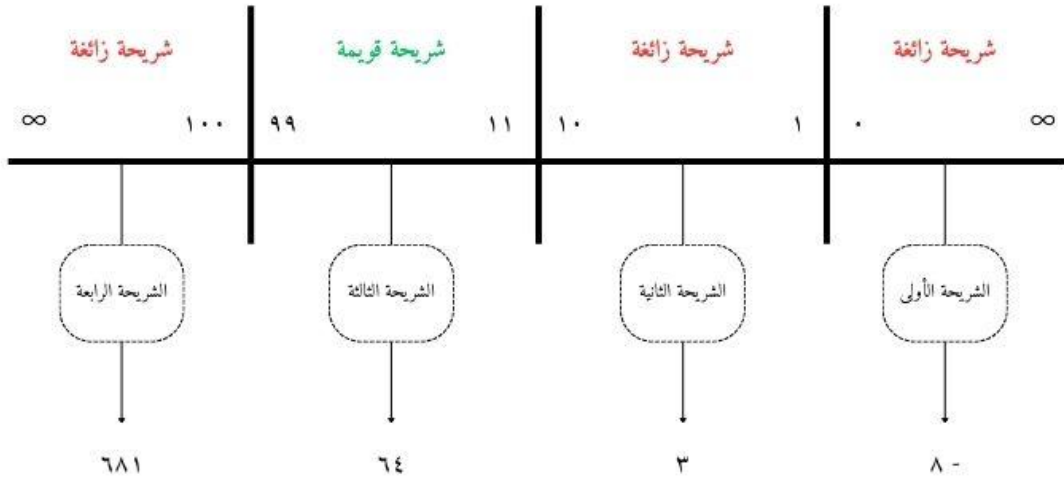 شريحة زائغة
شريحة زائغة
شريحة قويمة
شريحة زائغة
∞ ٠ ١ ١٠ ١١ ٩٩ ١٠٠ ∞
الشريحة الأولى
الشريحة الثانية
الشريحة الثالثة
الشريحة الرابعة
٨ -
٣
٦٤
٦٨١